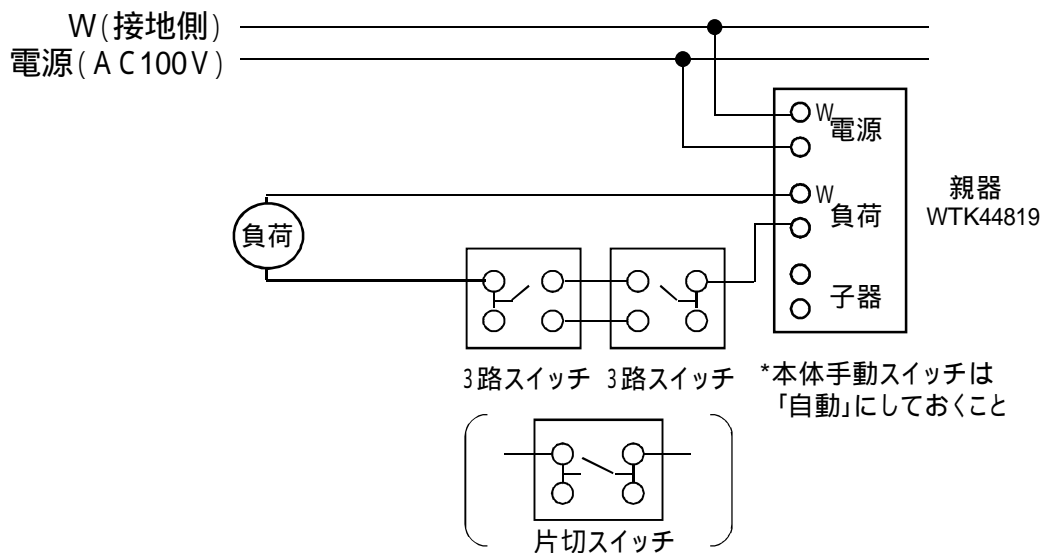 W(接地側)
電源(AC100V)
W
電源
W
負荷
子器
親器
WTK44819
負荷
3路スイッチ 3路スイッチ
*本体手動スイッチは
「自動」にしておくこと
片切スイッチ